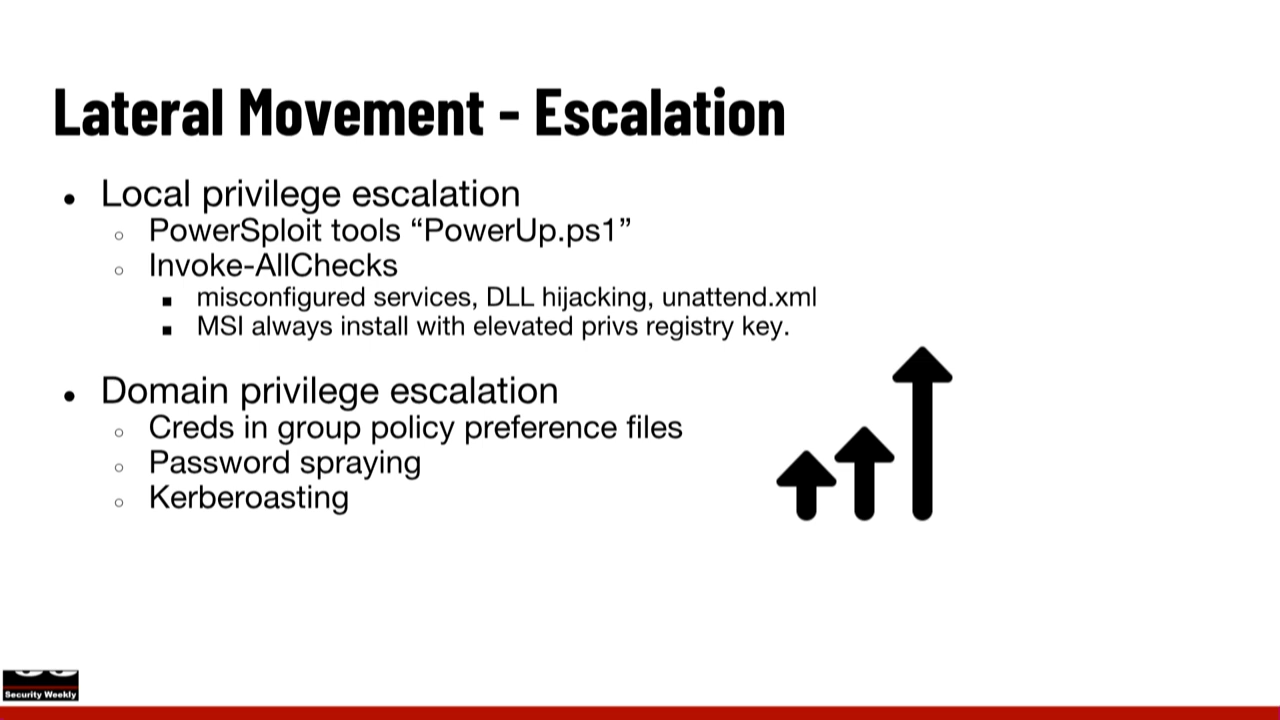 Lateral Movement - Escalation
● Local privilege escalation
○ PowerSploit tools “PowerUp.ps1”
○ Invoke-AllChecks
■ misconfigured services, DLL hijacking, unattend.xml
■ MSI always install with elevated privs registry key.
● Domain privilege escalation
○ Creds in group policy preference files
○ Password spraying
○ Kerberoasting
Security Weekly